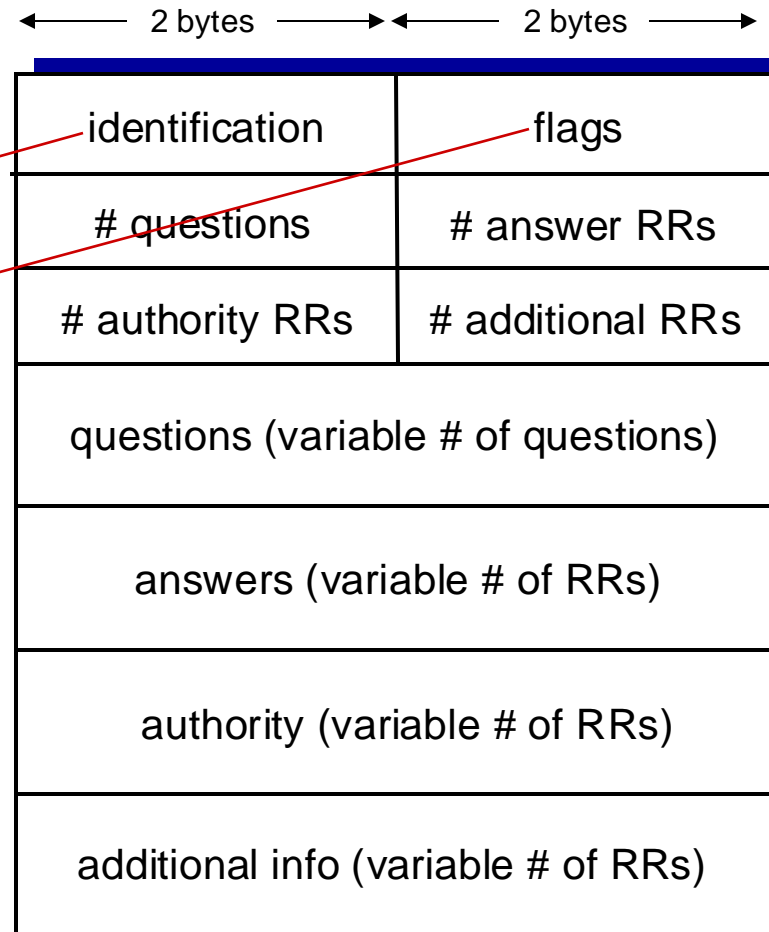 2 bytes 2 bytes
identification flags
# questions # answer RRs
# authority RRs # additional RRs
questions (variable # of questions)
answers (variable # of RRs)
authority (variable # of RRs)
additional info (variable # of RRs)